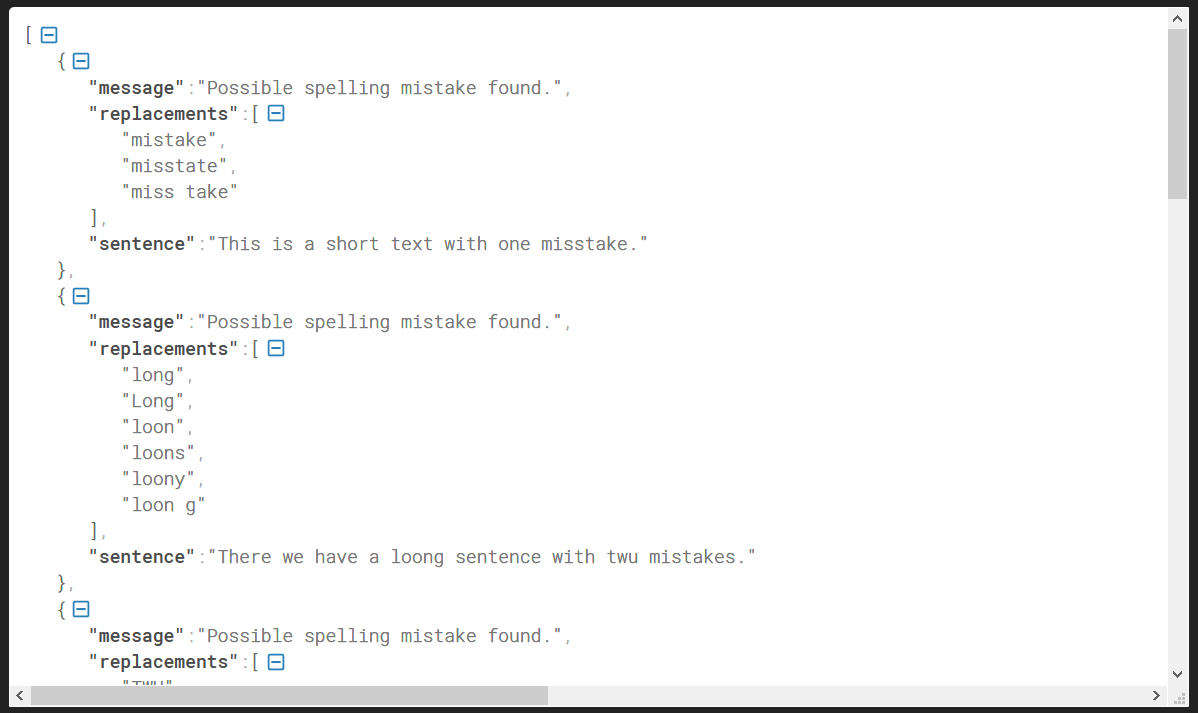 [
{
"message":"Possible spelling mistake found.",
"replacements":[
"mistake",
"misstate",
"miss take"
],
"sentence":"This is a short text with one misstake."
},
{
"message":"Possible spelling mistake found.",
"replacements":[
"long",
"Long",
"loon",
"loons",
"loony",
"loon g"
],
"sentence":"There we have a loong sentence with twu mistakes."
},
{
"message":"Possible spelling mistake found.",
"replacements":[